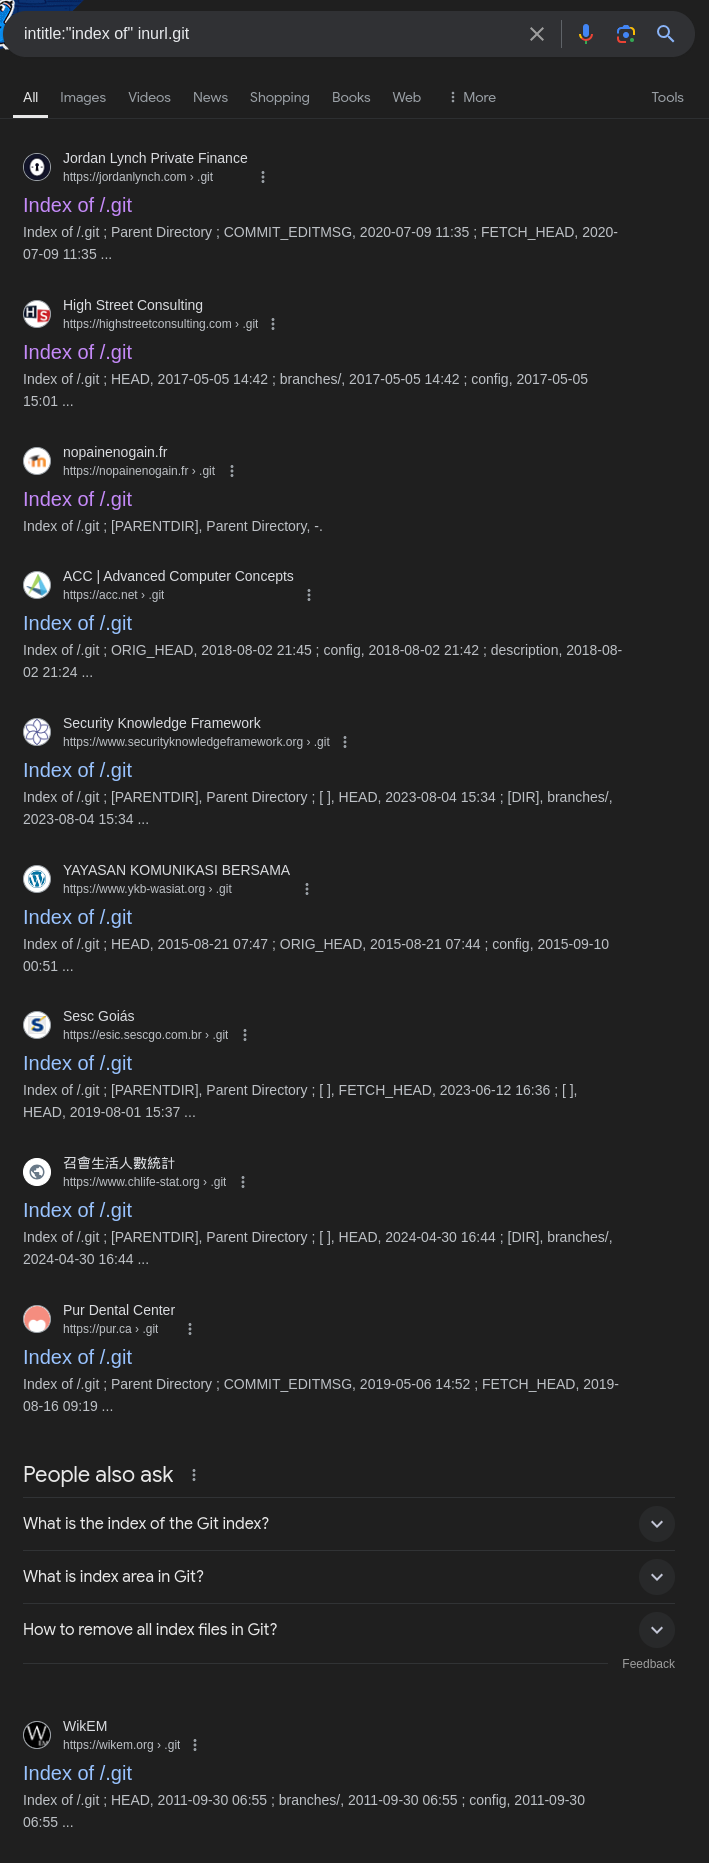 intitle:"index of" inurl.git
All Images Videos News Shopping Books Web More Tools
Jordan Lynch Private Finance
https://jordanlynch.com › .git
Index of /.git
Index of /.git ; Parent Directory ; COMMIT_EDITMSG, 2020-07-09 11:35 ; FETCH_HEAD, 2020-
07-09 11:35 ...
High Street Consulting
https://highstreetconsulting.com › .git
Index of /.git
Index of /.git ; HEAD, 2017-05-05 14:42 ; branches/, 2017-05-05 14:42 ; config, 2017-05-05
15:01 ...
nopainenogain.fr
https://nopainenogain.fr › .git
Index of /.git
Index of /.git ; [PARENTDIR], Parent Directory, -.
ACC | Advanced Computer Concepts
https://acc.net › .git
Index of /.git
Index of /.git ; ORIG_HEAD, 2018-08-02 21:45 ; config, 2018-08-02 21:42 ; description, 2018-08-
02 21:24 ...
Security Knowledge Framework
https://www.securityknowledgeframework.org › .git
Index of /.git
Index of /.git ; [PARENTDIR], Parent Directory ; [ ], HEAD, 2023-08-04 15:34 ; [DIR], branches/,
2023-08-04 15:34 ...
YAYASAN KOMUNIKASI BERSAMA
https://www.ykb-wasiat.org › .git
Index of /.git
Index of /.git ; HEAD, 2015-08-21 07:47 ; ORIG_HEAD, 2015-08-21 07:44 ; config, 2015-09-10
00:51 ...
Sesc Goiás
https://esic.sescgo.com.br › .git
Index of /.git
Index of /.git ; [PARENTDIR], Parent Directory ; [ ], FETCH_HEAD, 2023-06-12 16:36 ; [ ],
HEAD, 2019-08-01 15:37 ...
召會生活人數統計
https://www.chlife-stat.org › .git
Index of /.git
Index of /.git ; [PARENTDIR], Parent Directory ; [ ], HEAD, 2024-04-30 16:44 ; [DIR], branches/,
2024-04-30 16:44 ...
Pur Dental Center
https://pur.ca › .git
Index of /.git
Index of /.git ; Parent Directory ; COMMIT_EDITMSG, 2019-05-06 14:52 ; FETCH_HEAD, 2019-
08-16 09:19 ...
People also ask
What is the index of the Git index?
What is index area in Git?
How to remove all index files in Git?
Feedback
WikEM
https://wikem.org › .git
Index of /.git
Index of /.git ; HEAD, 2011-09-30 06:55 ; branches/, 2011-09-30 06:55 ; config, 2011-09-30
06:55 ...